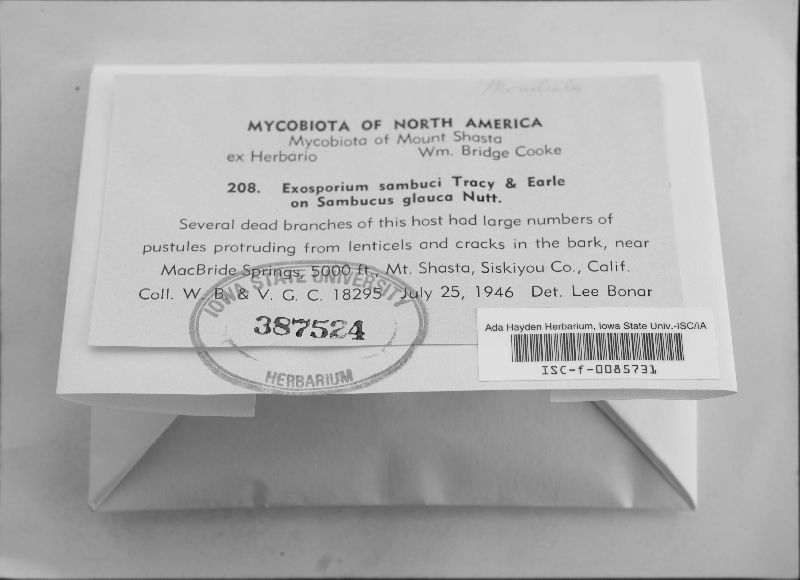 MYCOBIOTA OF NORTH AMERICA
Mycobiota of Mount Shasta
ex Herbario Wm. Bridge Cooke
208. Exosporium sambuci Tracy & Earle
on Sambucus glauca Nutt.
Several dead branches of this host had large numbers of
pustules protruding from lenticels and cracks in the bark, near
MacBride Springs, 5000 ft., Mt. Shasta, Siskiyou Co., Calif.
Coll. W. B. & V. G. C. 18295 July 25, 1946 Det. Lee Bonar
IOWA STATE UNIVERSITY
387524
HERBARIUM
Ada Hayden Herbarium, Iowa State Univ.-ISC/IA
ISC-f-0085731